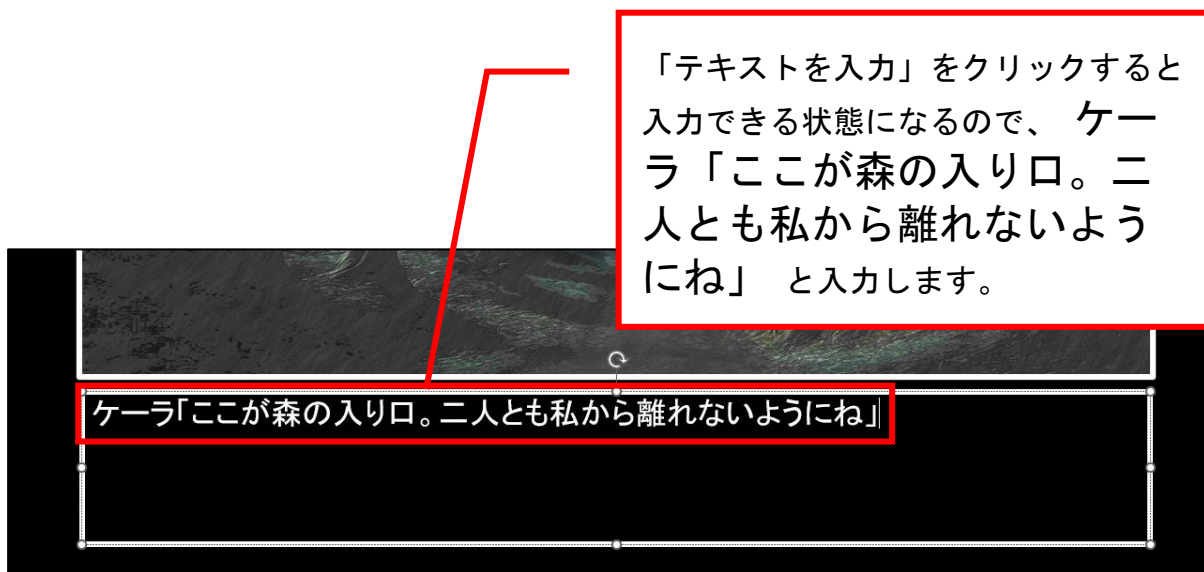 「テキストを入力」をクリックすると
入力できる状態になるので、 ケー
ラ「ここが森の入り口。二
人とも私から離れないよう
にね」 と入力します。
ケーラ「ここが森の入り口。二人とも私から離れないようにね」